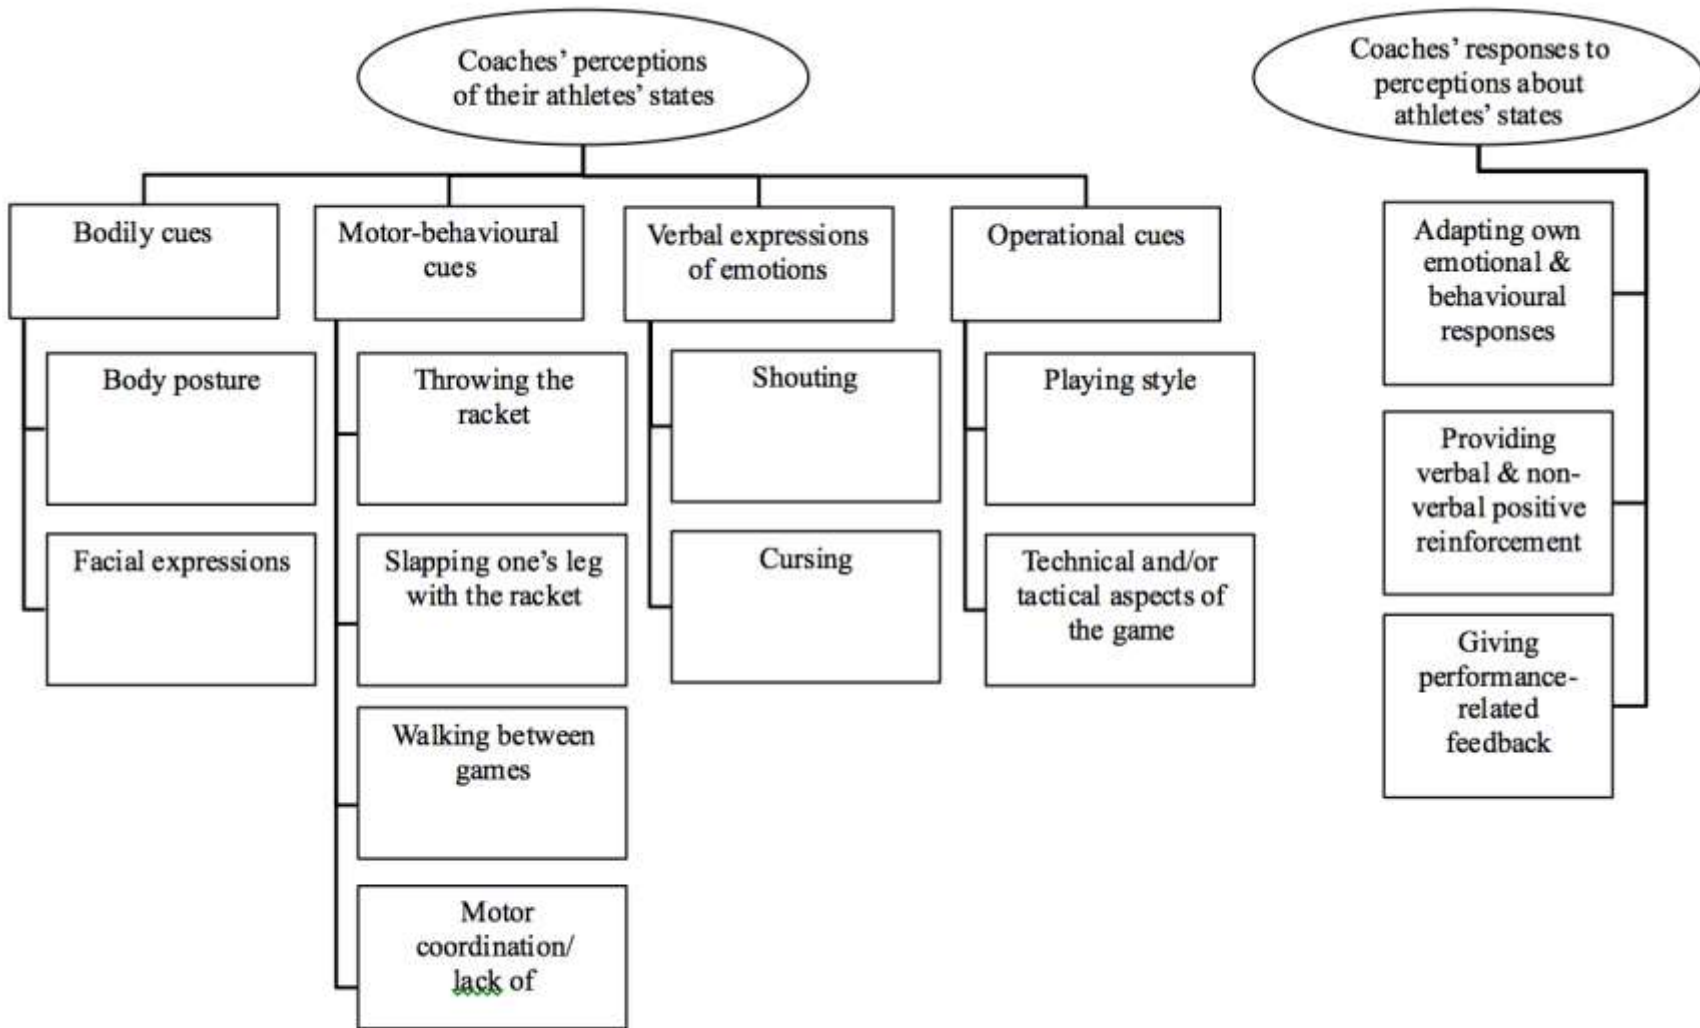 Coaches’ perceptions
of their athletes’ states
Bodily cues
Body posture
Facial expressions
Motor-behavioural
cues
Throwing the
racket
Slapping one’s leg
with the racket
Walking between
games
Motor
coordination/
lack of
Verbal expressions
of emotions
Shouting
Cursing
Operational cues
Playing style
Technical and/or
tactical aspects of
the game
Coaches’ responses to
perceptions about
athletes’ states
Adapting own
emotional &
behavioural
responses
Providing
verbal & non-
verbal positive
reinforcement
Giving
performance-
related
feedback